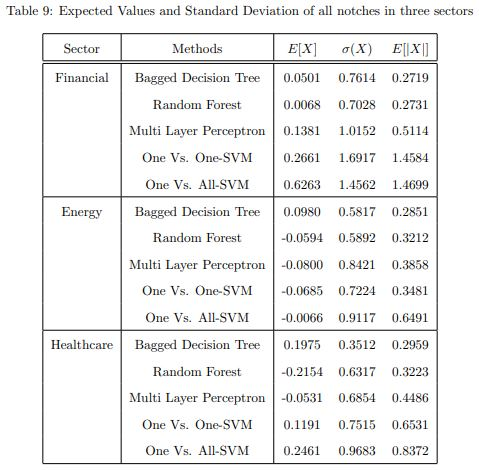 Table 9: Expected Values and Standard Deviation of all notches in three sectors
Sector Methods E[X] σ(X) E[|X|]
Financial Bagged Decision Tree 0.0501 0.7614 0.2719
Random Forest 0.0068 0.7028 0.2731
Multi Layer Perceptron 0.1381 1.0152 0.5114
One Vs. One-SVM 0.2661 1.6917 1.4584
One Vs. All-SVM 0.6263 1.4562 1.4699
Energy Bagged Decision Tree 0.0980 0.5817 0.2851
Random Forest -0.0594 0.5892 0.3212
Multi Layer Perceptron -0.0800 0.8421 0.3858
One Vs. One-SVM -0.0685 0.7224 0.3481
One Vs. All-SVM -0.0066 0.9117 0.6491
Healthcare Bagged Decision Tree 0.1975 0.3512 0.2959
Random Forest -0.2154 0.6317 0.3223
Multi Layer Perceptron -0.0531 0.6854 0.4486
One Vs. One-SVM 0.1191 0.7515 0.6531
One Vs. All-SVM 0.2461 0.9683 0.8372